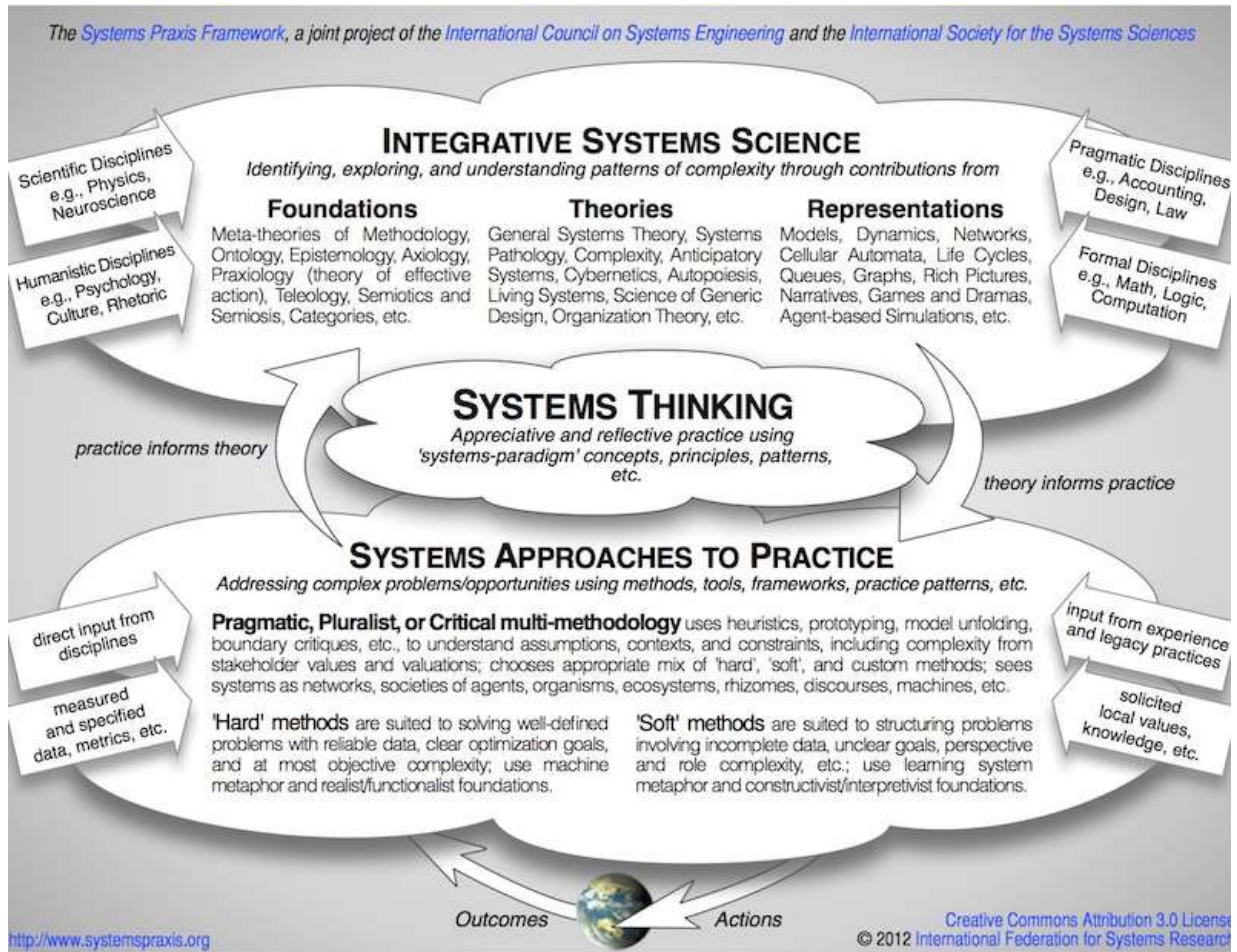 The Systems Praxis Framework, a joint project of the International Council on Systems Engineering and the International Society for the Systems Sciences
INTEGRATIVE SYSTEMS SCIENCE
Identifying, exploring, and understanding patterns of complexity through contributions from
Scientific Disciplines
e.g., Physics,
Neuroscience
Humanistic Disciplines
e.g., Psychology,
Culture, Rhetoric
Foundations
Meta-theories of Methodology,
Ontology, Epistemology, Axiology,
Praxiology (theory of effective
action), Teleology, Semiotics and
Semiosis, Categories, etc.
Theories
General Systems Theory, Systems
Pathology, Complexity, Anticipatory
Systems, Cybernetics, Autopoiesis,
Living Systems, Science of Generic
Design, Organization Theory, etc.
Representations
Models, Dynamics, Networks,
Cellular Automata, Life Cycles,
Queues, Graphs, Rich Pictures,
Narratives, Games and Dramas,
Agent-based Simulations, etc.
Pragmatic Disciplines
e.g., Accounting,
Design, Law
Formal Disciplines
e.g., Math, Logic,
Computation
SYSTEMS THINKING
Appreciative and reflective practice using
'systems-paradigm' concepts, principles, patterns,
etc.
practice informs theory
theory informs practice
SYSTEMS APPROACHES TO PRACTICE
Addressing complex problems/opportunities using methods, tools, frameworks, practice patterns, etc.
direct input from
disciplines
measured
and specified
data, metrics, etc.
Pragmatic, Pluralist, or Critical multi-methodology uses heuristics, prototyping, model unfolding,
boundary critiques, etc., to understand assumptions, contexts, and constraints, including complexity from
stakeholder values and valuations; chooses appropriate mix of 'hard', 'soft', and custom methods; sees
systems as networks, societies of agents, organisms, ecosystems, rhizomes, discourses, machines, etc.
'Hard' methods are suited to solving well-defined
problems with reliable data, clear optimization goals,
and at most objective complexity; use machine
metaphor and realist/functionalist foundations.
'Soft' methods are suited to structuring problems
involving incomplete data, unclear goals, perspective
and role complexity, etc.; use learning system
metaphor and constructivist/interpretivist foundations.
input from experience
and legacy practices
solicited
local values,
knowledge, etc.
Outcomes
Actions
http://www.systemspraxis.org
Creative Commons Attribution 3.0 License
© 2012 International Federation for Systems Research